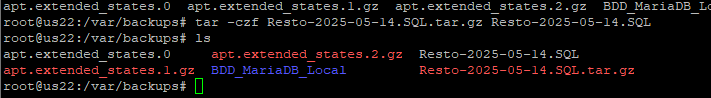 apt.extended_states.0  apt.extended_states.1.gz  apt.extended_states.2.gz  BDD_MariaDB_L
root@us22:/var/backups# tar -czf Resto-2025-05-14.SQL.tar.gz Resto-2025-05-14.SQL
root@us22:/var/backups# ls
apt.extended_states.0     apt.extended_states.2.gz  Resto-2025-05-14.SQL
apt.extended_states.1.gz  BDD_MariaDB_Local         Resto-2025-05-14.SQL.tar.gz
root@us22:/var/backups#